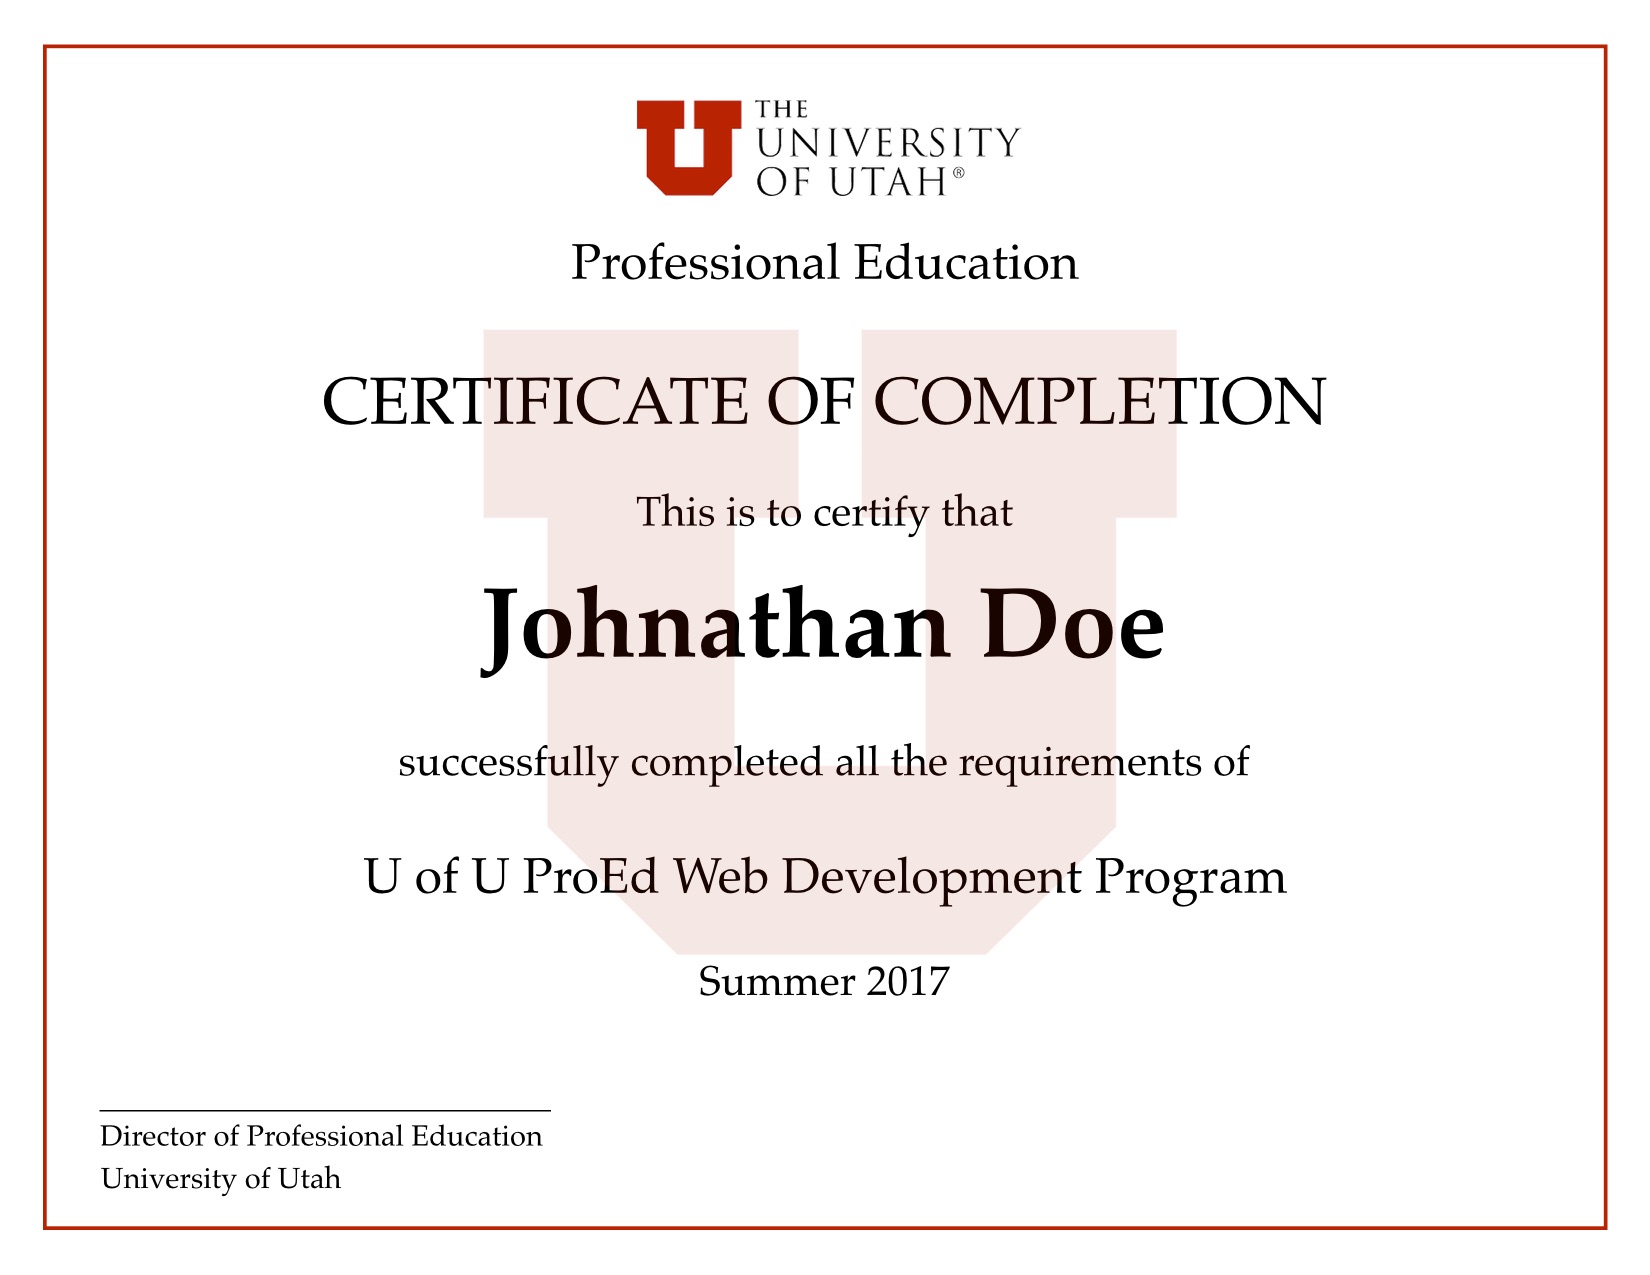 THE
UNIVERSITY
OF UTAH®
Professional Education
CERTIFICATE OF COMPLETION
This is to certify that
Johnathan Doe
successfully completed all the requirements of
U of U ProEd Web Development Program
Summer 2017
Director of Professional Education
University of Utah